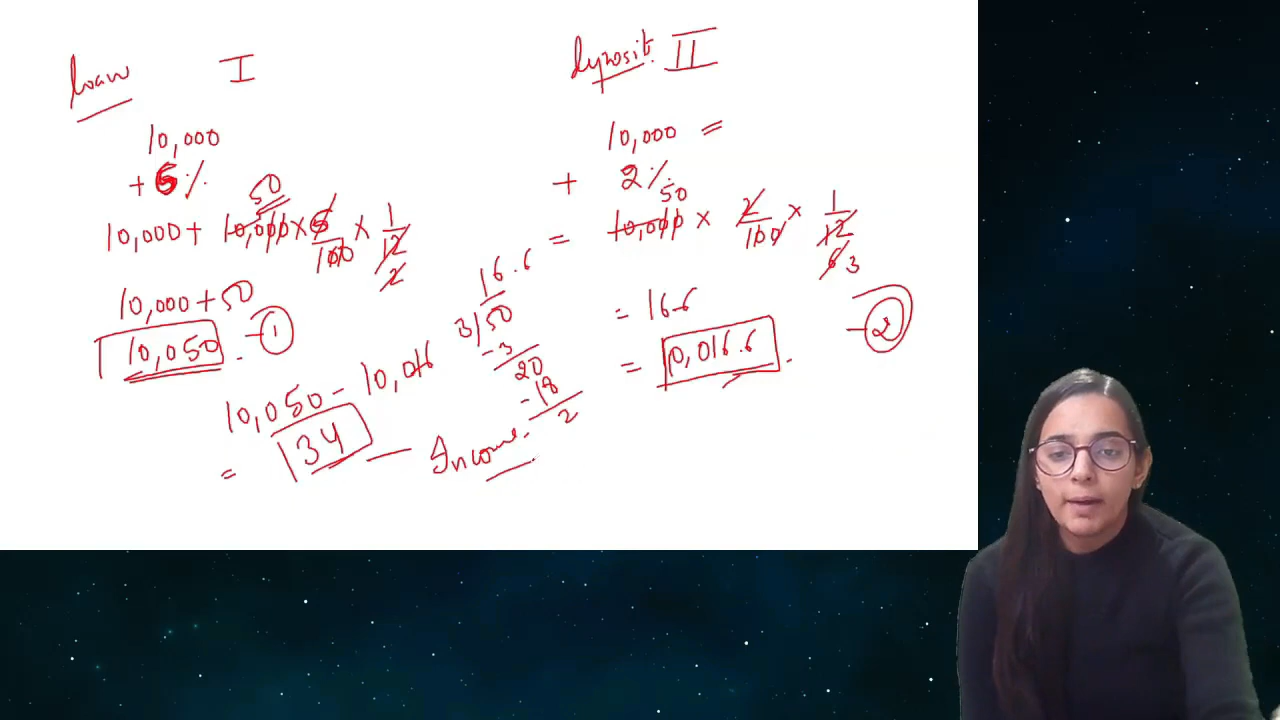 loan I
10,000
+ 6%
50
10,000 + 10,000 × 6/100 × 1/12
2
10,000 + 50
10,050 - 1
deposit II
10,000 =
+ 2%
50
= 10,000 × 2/100 × 1/12
6 3
= 16.6
= 10,016.6 - 2
16.6
3)50
-3
20
-18
2
10,050 - 10,016
= 34 - Income.